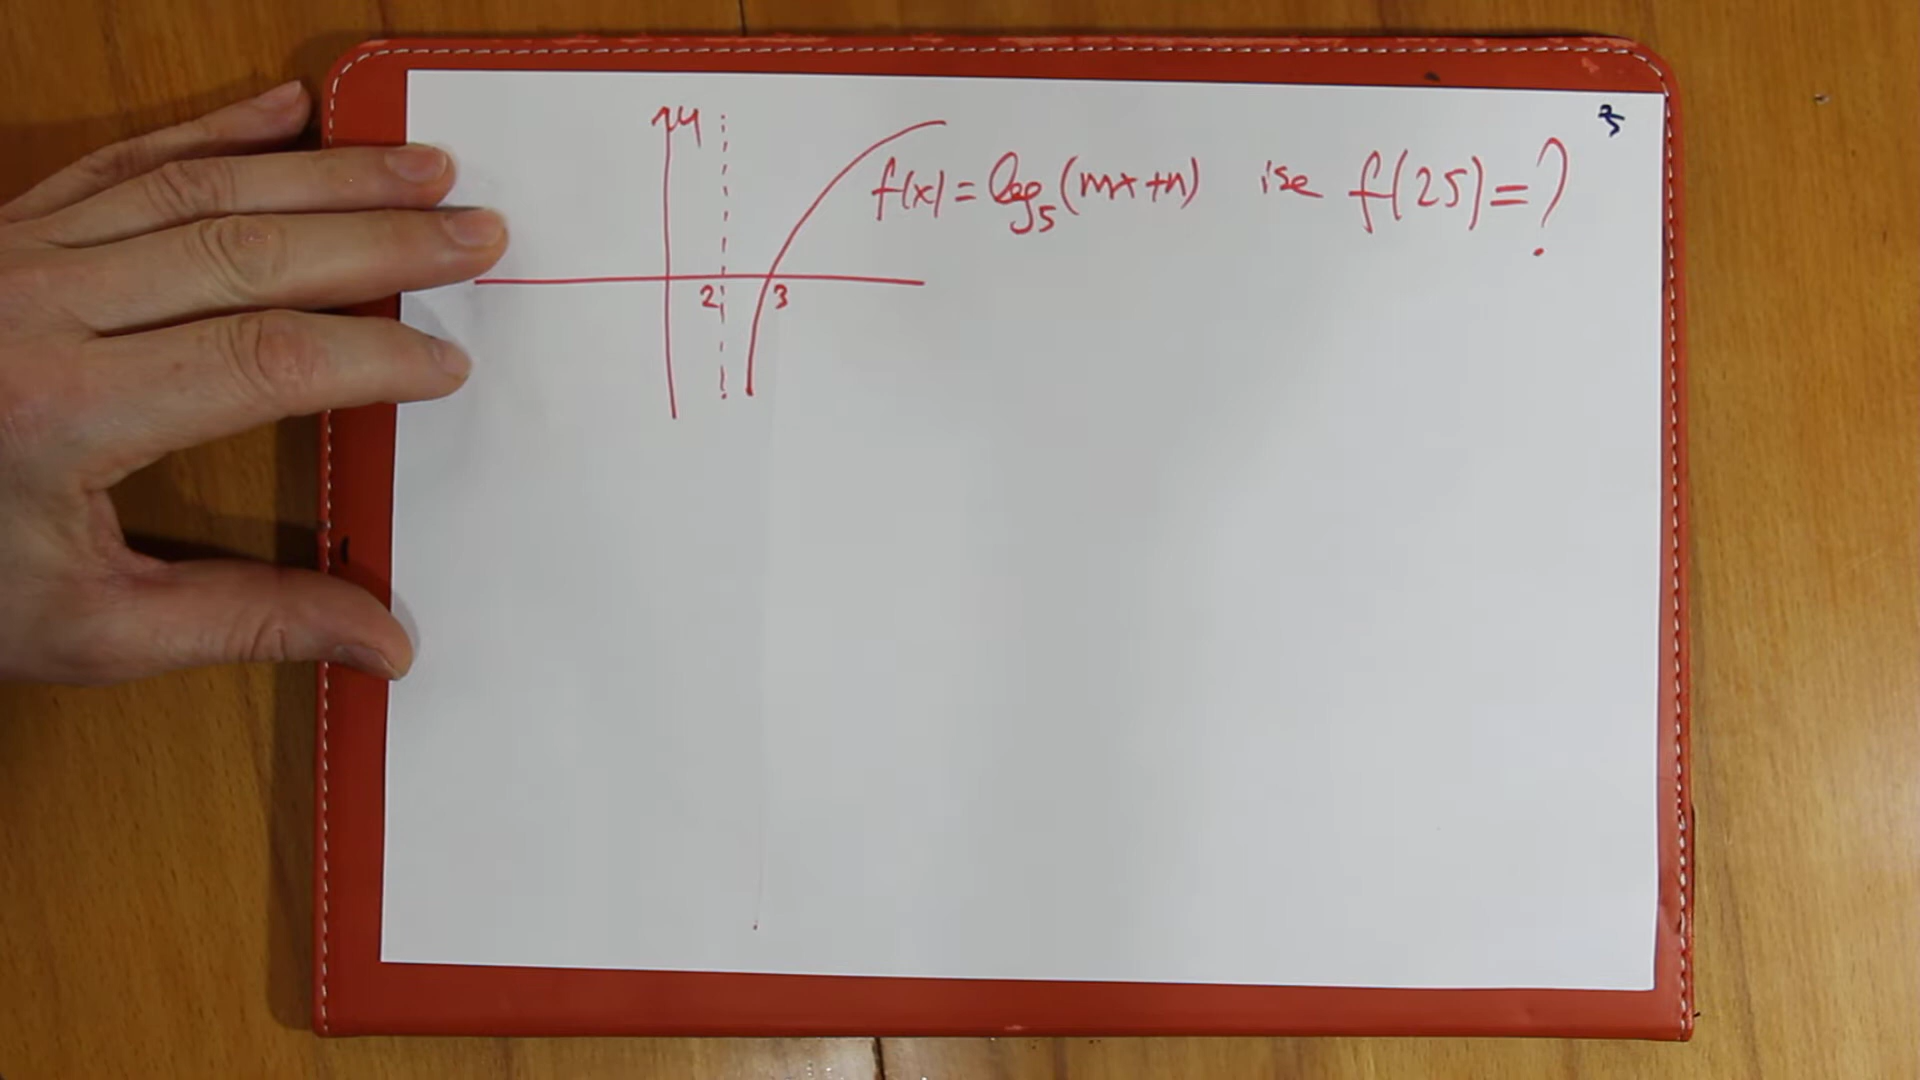 y
f(x) = log₅(mx+n) ise f(25) = ?
2 3